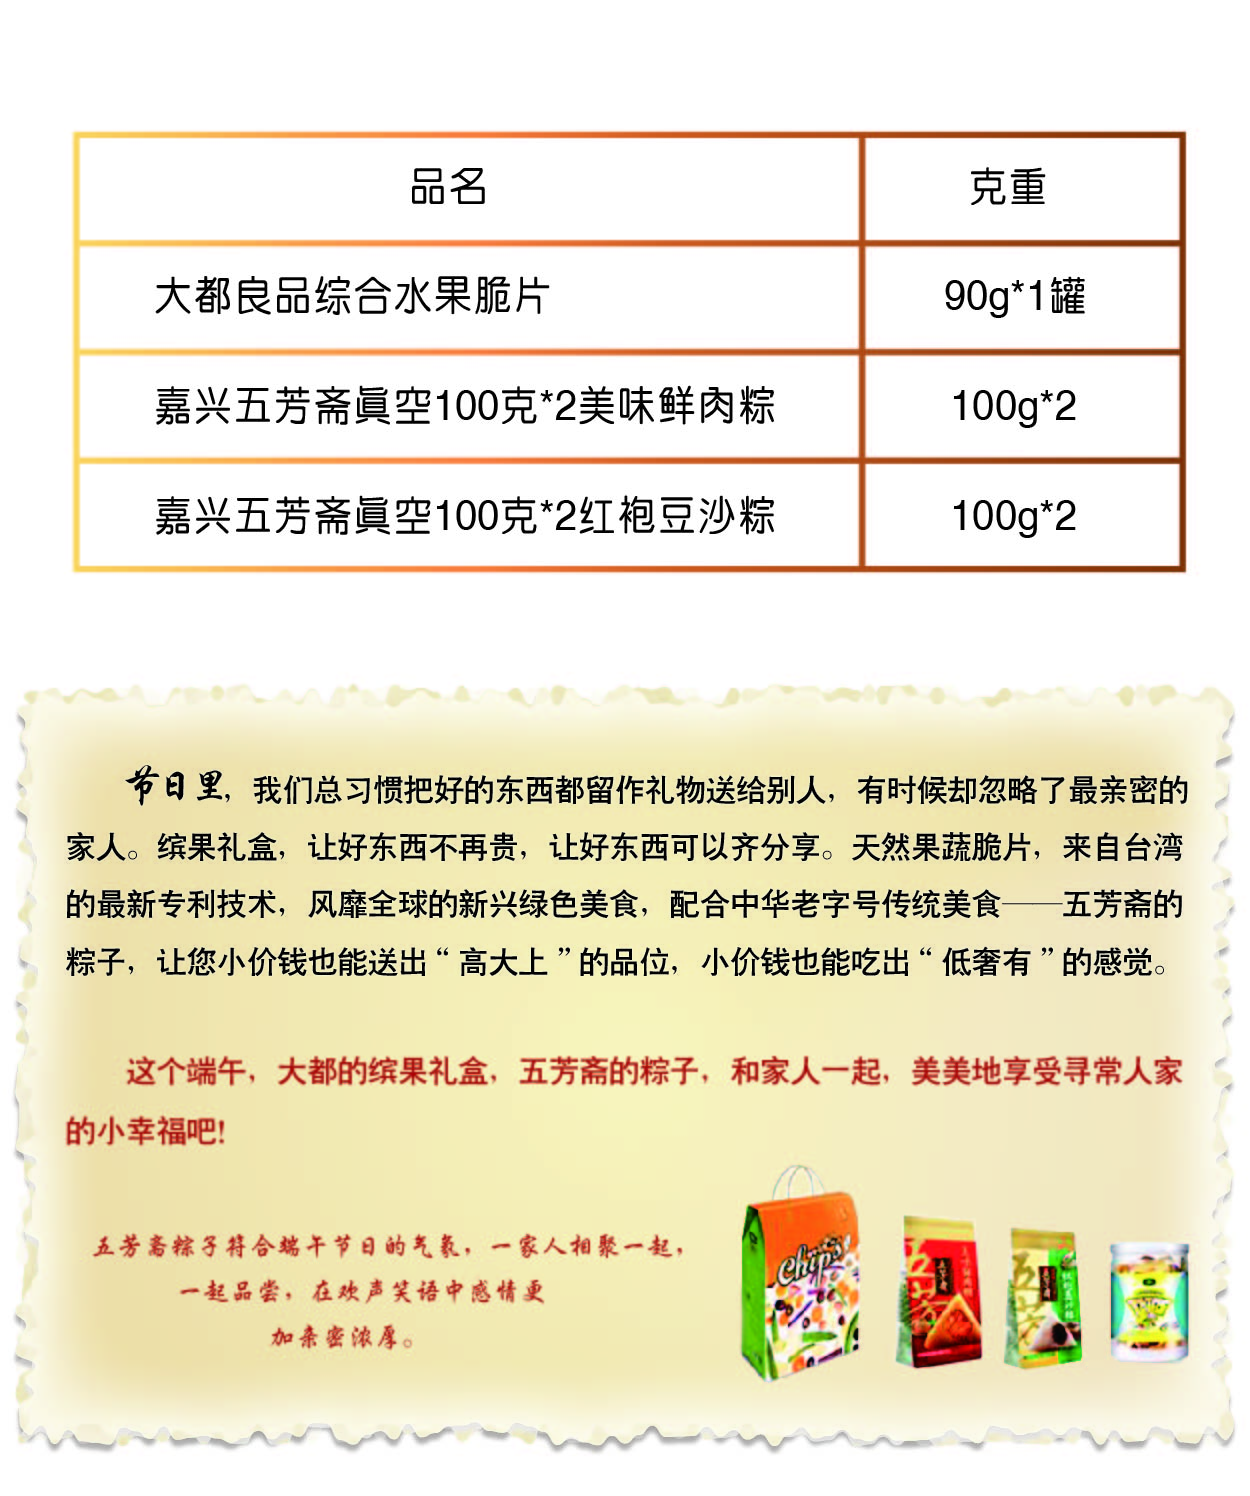 品名 克重
大都良品综合水果脆片 90g*1罐
嘉兴五芳斋眞空100克*2美味鲜肉粽 100g*2
嘉兴五芳斋眞空100克*2红袍豆沙粽 100g*2
节日里，我们总习惯把好的东西都留作礼物送给别人，有时候却忽略了最亲密的
家人。缤果礼盒，让好东西不再贵，让好东西可以齐分享。天然果蔬脆片，来自台湾
的最新专利技术，风靡全球的新兴绿色美食，配合中华老字号传统美食——五芳斋的
粽子，让您小价钱也能送出“高大上”的品位，小价钱也能吃出“低奢有”的感觉。
这个端午，大都的缤果礼盒，五芳斋的粽子，和家人一起，美美地享受寻常人家
的小幸福吧！
五芳斋粽子符合端午节日的气氛，一家人相聚一起，
一起品尝，在欢声笑语中感情更
加亲密浓厚。
Chips
五芳
五芳